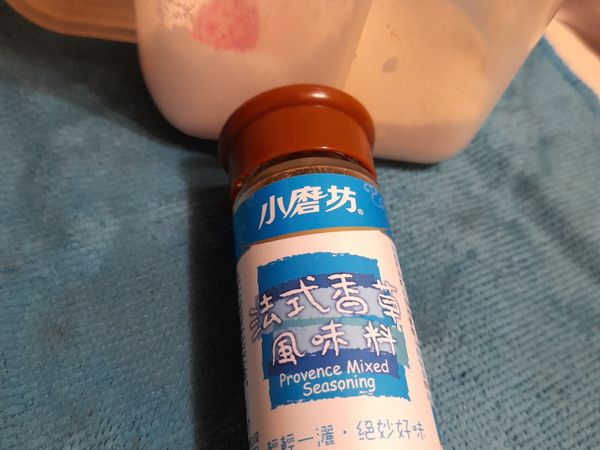 小磨坊®
法式香草
風味料
Provence Mixed
Seasoning
輕輕一灑·絕妙好味